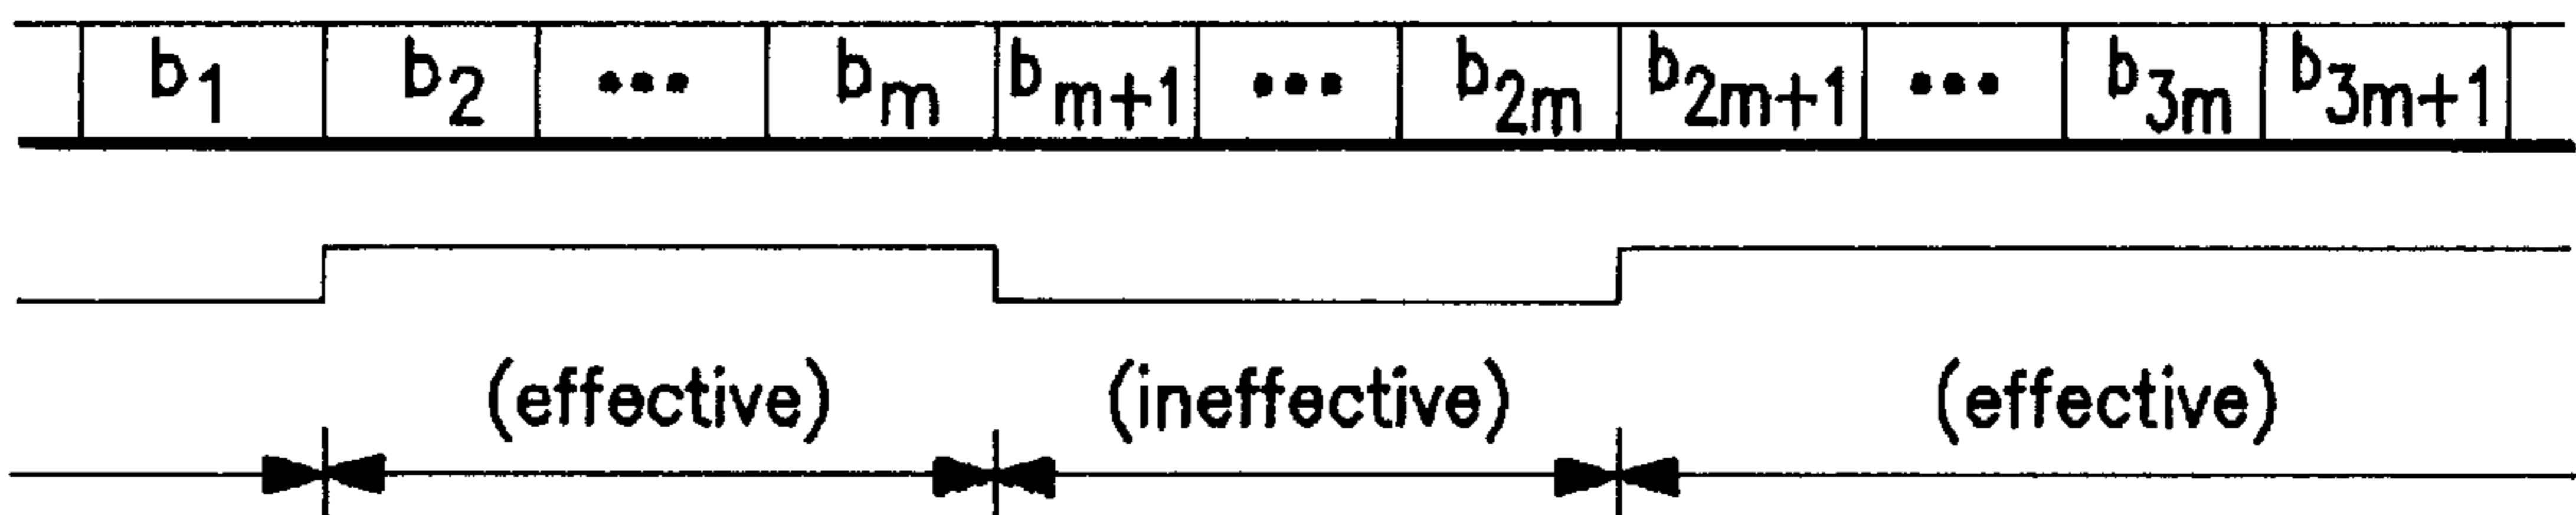 b1 b2 ••• bm bm+1 ••• b2m b2m+1 ••• b3m b3m+1
(effective) (ineffective) (effective)